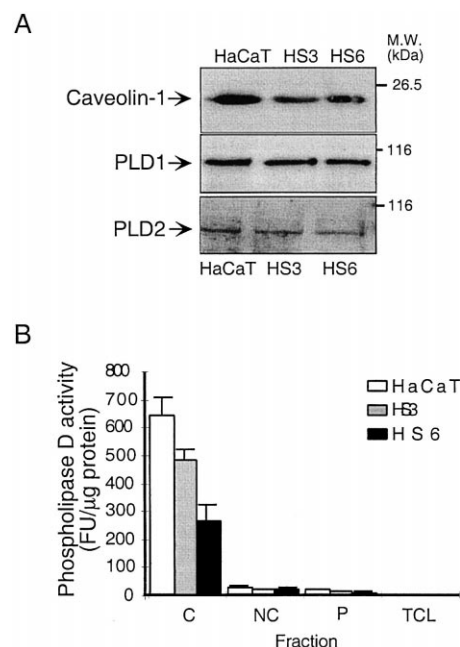 A
HaCaT HS3 HS6
M.W.
(kDa)
Caveolin-1
26.5
PLD1
116
PLD2
116
HaCaT HS3 HS6
B
Phospholipase D activity
(FU/μg protein)
800
700
600
500
400
300
200
100
0
HaCaT
HS3
HS6
C NC P TCL
Fraction